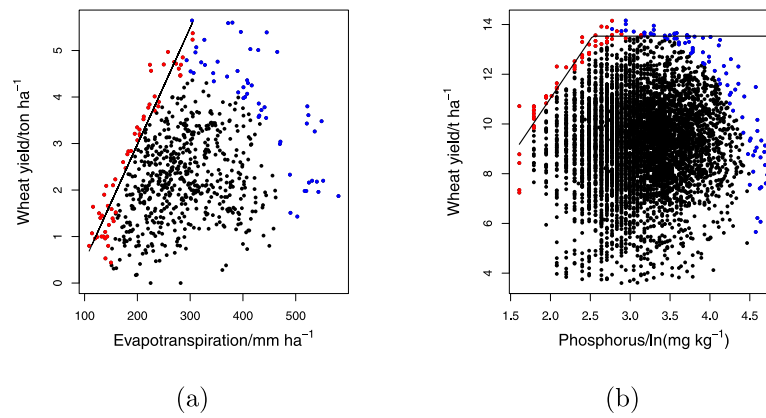 Wheat yield/ton ha⁻¹
5
4
3
2
1
0
100 200 300 400 500
Evapotranspiration/mm ha⁻¹
(a)
Wheat yield/t ha⁻¹
14
12
10
8
6
4
1.5 2.0 2.5 3.0 3.5 4.0 4.5
Phosphorus/ln(mg kg⁻¹)
(b)